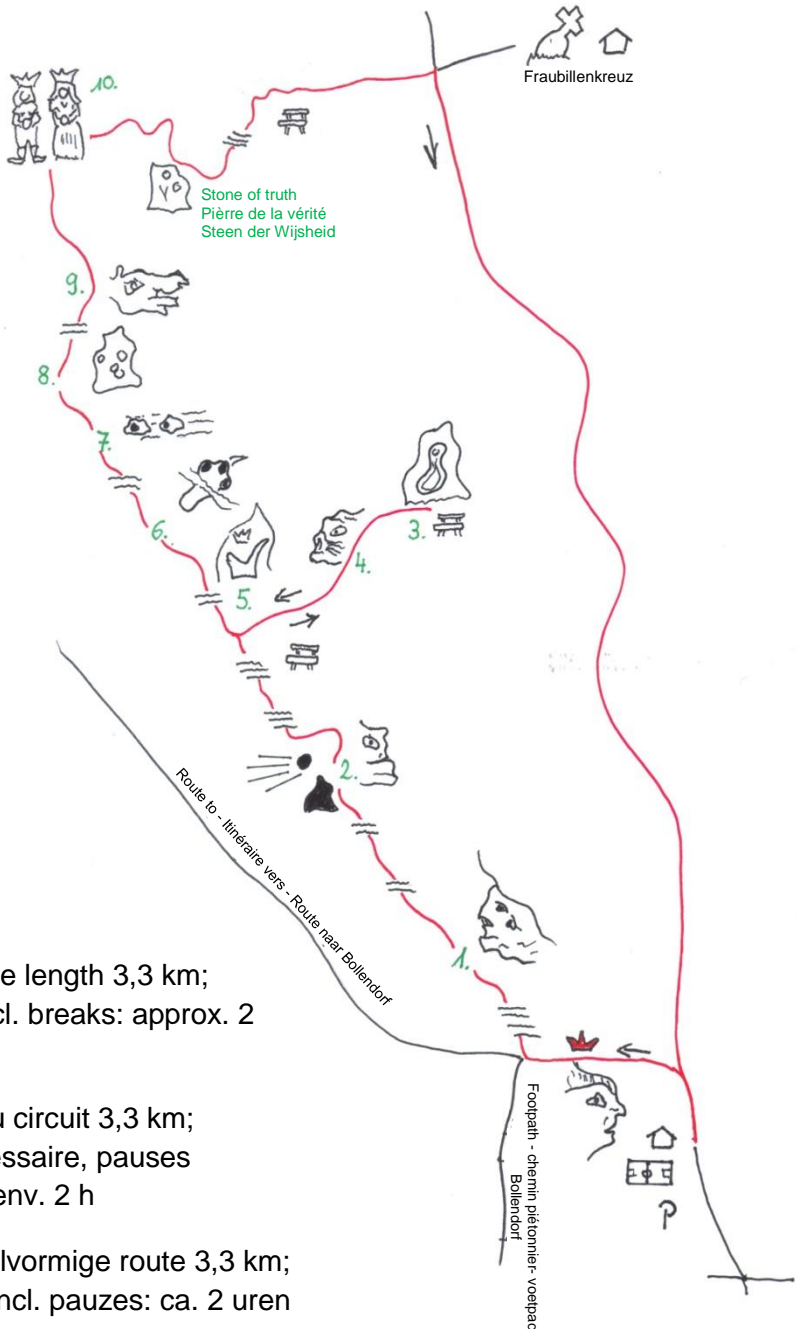 10.
Fraubillenkreuz
Stone of truth
Pièrre de la vérité
Steen der Wijsheid
9.
8.
7.
6.
5.
4.
3.
2.
Route to - Itinéraire vers - Route naar Bollendorf
1.
e length 3,3 km;
cl. breaks: approx. 2
u circuit 3,3 km;
essaire, pauses
env. 2 h
lvormige route 3,3 km;
ncl. pauzes: ca. 2 uren
Footpath - chemin piétonnier- voetpad
Bollendorf
P